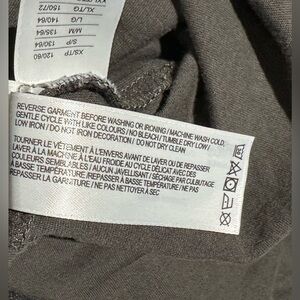 XL/TG 150/72
L/G 140/64
M/M 135/64
S/P 130/64
XS/TP 120/60
REVERSE GARMENT BEFORE WASHING OR IRONING / MACHINE WASH COLD,
GENTLE CYCLE WITH LIKE COLOURS / NO BLEACH / TUMBLE DRY LOW /
LOW IRON / DO NOT IRON DECORATION / DO NOT DRY CLEAN
TOURNER LE VÊTEMENT À L'ENVERS AVANT DE LAVER OU DE REPASSER
LAVER À LA MACHINE À L'EAU FROIDE AU CYCLE DÉLICAT AVEC DES
COULEURS SEMBLABLES / AUCUN JAVELLISANT / SÉCHAGE PAR CULBUTAGE
À BASSE TEMPÉRATURE / REPASSER À BASSE TEMPÉRATURE / NE PAS
REPASSER LA GARNITURE / NE PAS NETTOYER À SEC